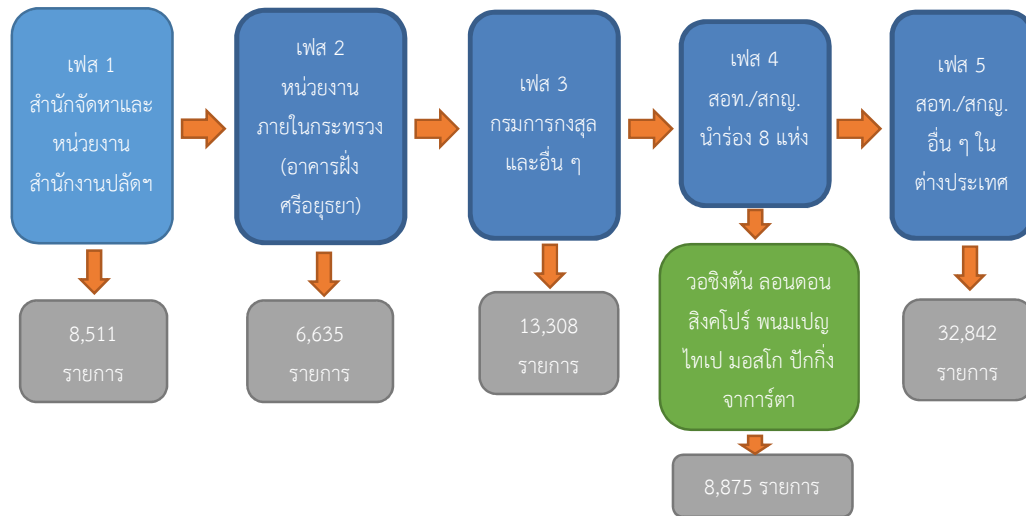 เฟส 1
สำนักจัดหาและ
หน่วยงาน
สำนักงานปลัดฯ
8,511
รายการ
เฟส 2
หน่วยงาน
ภายในกระทรวง
(อาคารฝั่ง
ศรีอยุธยา)
6,635
รายการ
เฟส 3
กรมการกงสุล
และอื่น ๆ
13,308
รายการ
เฟส 4
สอท./สกญ.
นำร่อง 8 แห่ง
วอชิงตัน ลอนดอน
สิงคโปร์ พนมเปญ
ไทเป มอสโก ปักกิ่ง
จาการ์ตา
8,875 รายการ
เฟส 5
สอท./สกญ.
อื่น ๆ ใน
ต่างประเทศ
32,842
รายการ